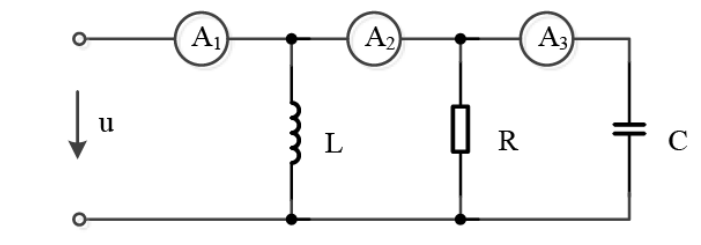 A₁ A₂ A₃
u L R C